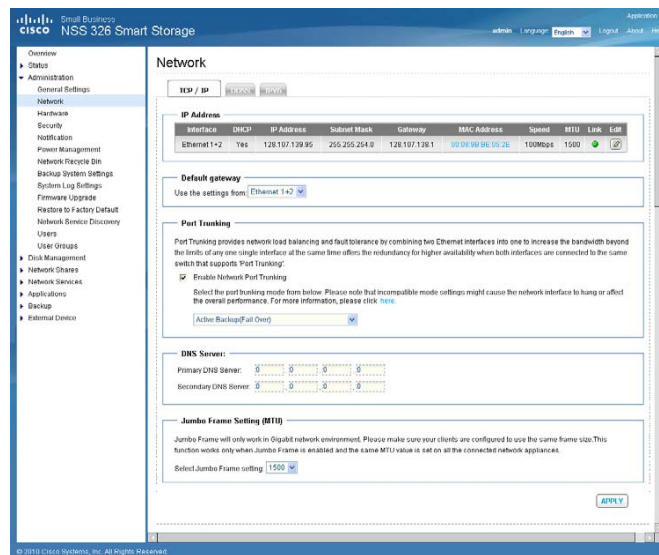 Small Business
CISCO NSS 326 Smart Storage
Application
admin Language: English Logout About He
Overview
Status
Administration
General Settings
Network
Hardware
Security
Notification
Power Management
Network Recycle Bin
Backup System Settings
System Log Settings
Firmware Upgrade
Restore to Factory Default
Network Service Discovery
Users
User Groups
Disk Management
Network Shares
Network Services
Applications
Backup
External Device
Network
TCP / IP DDNS IPV6
IP Address
Interface DHCP IP Address Subnet Mask Gateway MAC Address Speed MTU Link Edit
Ethernet 1+2 Yes 128.107.139.95 255.255.254.0 128.107.138.1 00:08:9B:BE:05:2E 100Mbps 1500
Default gateway
Use the settings from: Ethernet 1+2
Port Trunking
Port Trunking provides network load balancing and fault tolerance by combining two Ethernet interfaces into one to increase the bandwidth beyond
the limits of any one single interface at the same time offers the redundancy for higher availability when both interfaces are connected to the same
switch that supports 'Port Trunking'.
Enable Network Port Trunking
Select the port trunking mode from below. Please note that incompatible mode settings might cause the network interface to hang or affect
the overall performance. For more information, please click here.
Active Backup(Fail Over)
DNS Server:
Primary DNS Server: 0 . 0 . 0 . 0
Secondary DNS Server: 0 . 0 . 0 . 0
Jumbo Frame Setting (MTU)
Jumbo Frame will only work in Gigabit network environment. Please make sure your clients are configured to use the same frame size.This
function works only when Jumbo Frame is enabled and the same MTU value is set on all the connected network appliances.
Select Jumbo Frame setting: 1500
APPLY
© 2010 Cisco Systems, Inc. All Rights Reserved.